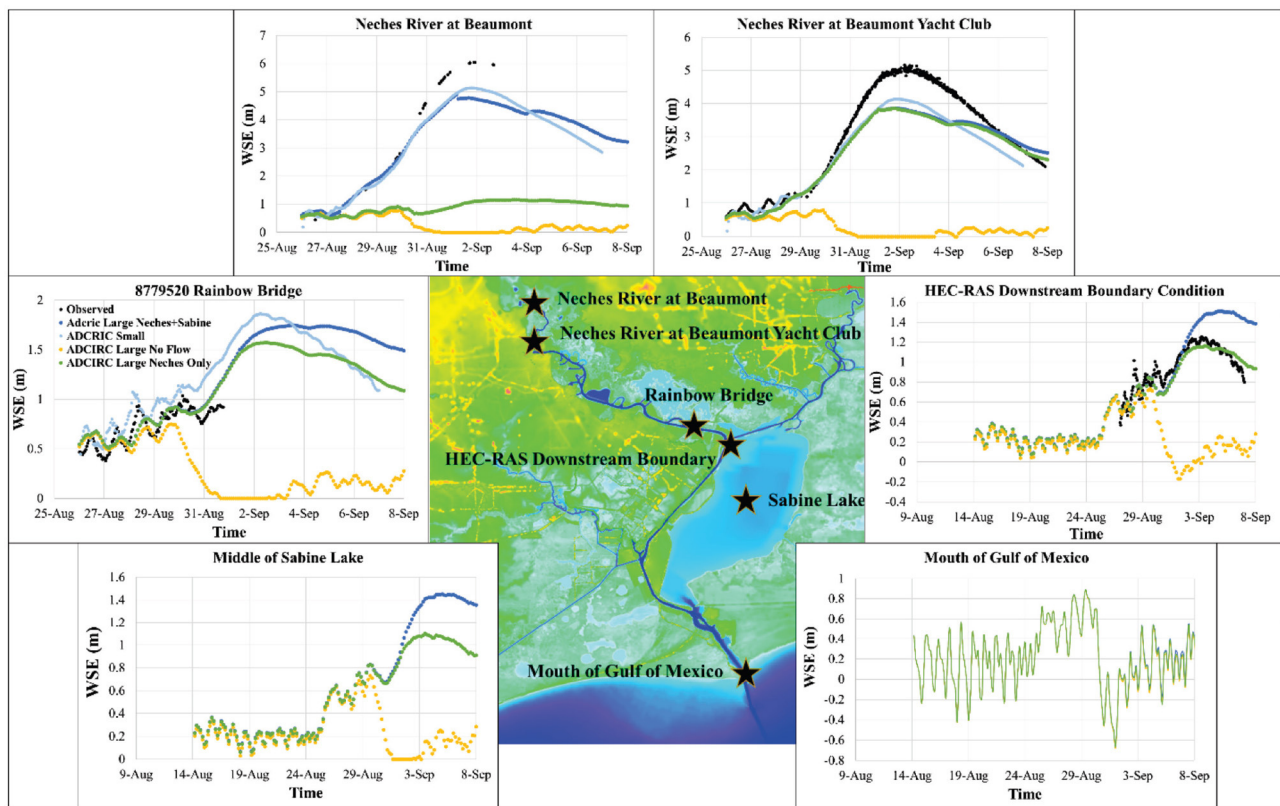 Neches River at Beaumont
WSE (m)
7
6
5
4
3
2
1
0
25-Aug 27-Aug 29-Aug 31-Aug 2-Sep 4-Sep 6-Sep 8-Sep
Time
Neches River at Beaumont Yacht Club
WSE (m)
6
5
4
3
2
1
0
25-Aug 27-Aug 29-Aug 31-Aug 2-Sep 4-Sep 6-Sep 8-Sep
Time
8779520 Rainbow Bridge
WSE (m)
2
1.5
1
0.5
0
Observed
Adcric Large Neches+Sabine
ADCRIC Small
ADCIRC Large No Flow
ADCIRC Large Neches Only
25-Aug 27-Aug 29-Aug 31-Aug 2-Sep 4-Sep 6-Sep 8-Sep
Time
Neches River at Beaumont
Neches River at Beaumont Yacht Club
Rainbow Bridge
HEC-RAS Downstream Boundary
Sabine Lake
Mouth of Gulf of Mexico
HEC-RAS Downstream Boundary Condition
WSE (m)
1.6
1.4
1.2
1
0.8
0.6
0.4
0.2
0
-0.2
-0.4
9-Aug 14-Aug 19-Aug 24-Aug 29-Aug 3-Sep 8-Sep
Time
Middle of Sabine Lake
WSE (m)
1.6
1.4
1.2
1
0.8
0.6
0.4
0.2
0
9-Aug 14-Aug 19-Aug 24-Aug 29-Aug 3-Sep 8-Sep
Time
Mouth of Gulf of Mexico
WSE (m)
1
0.8
0.6
0.4
0.2
0
-0.2
-0.4
-0.6
-0.8
9-Aug 14-Aug 19-Aug 24-Aug 29-Aug 3-Sep 8-Sep
Time